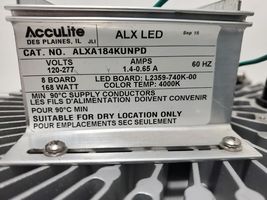 AccuLite ALX LED Sep 15
DES PLAINES, IL JLI
CAT. NO. ALXA184KUNPD
VOLTS AMPS 60 HZ
120-277 1.4-0.65 A
8 BOARD LED BOARD: L2359-740K-00
168 WATT COLOR TEMP: 4000K
MIN 90°C SUPPLY CONDUCTORS
LES FILS D'ALIMENTATION DOIVENT CONVENIR
POUR 90°C MIN
SUITABLE FOR DRY LOCATION ONLY
POUR EMPLACEMENTS SEC SEULEMENT